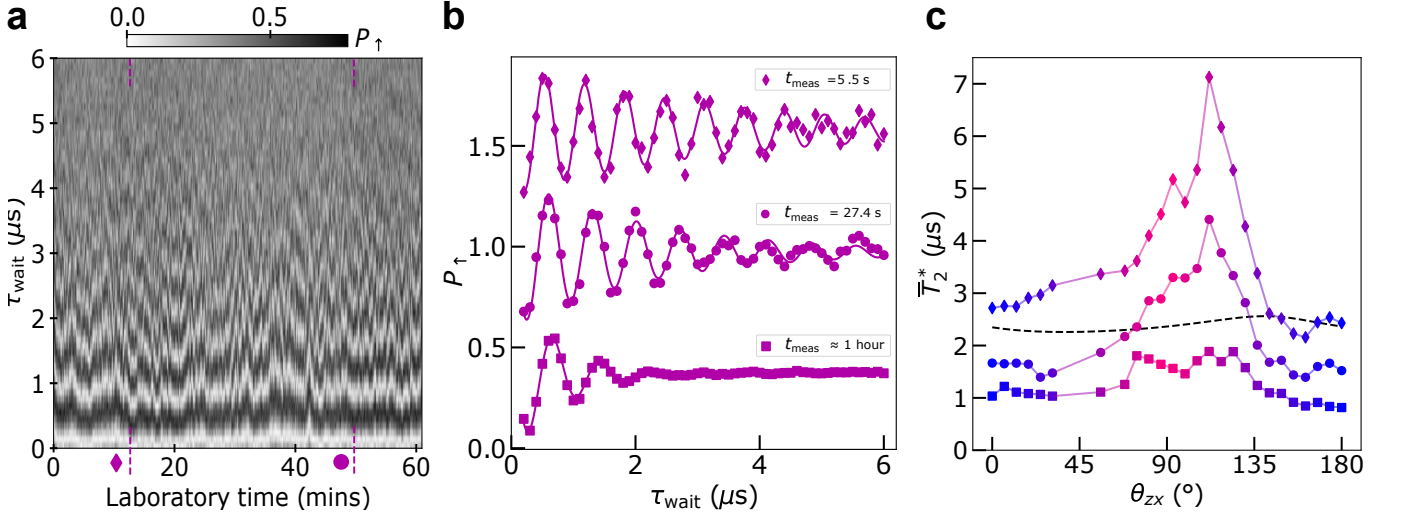 a
0.0 0.5
P↑
6
5
4
3
2
1
0
τwait (μs)
0 20 40 60
Laboratory time (mins)
b
1.5
1.0
0.5
0.0
P↑
tmeas =5.5 s
tmeas = 27.4 s
tmeas ≈ 1 hour
0 2 4 6
τwait (μs)
c
7
6
5
4
3
2
1
0
T̿₂* (μs)
0 45 90 135 180
θzx (°)